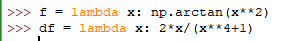 >>> f = lambda x: np.arctan(x**2)
>>> df = lambda x: 2*x/(x**4+1)